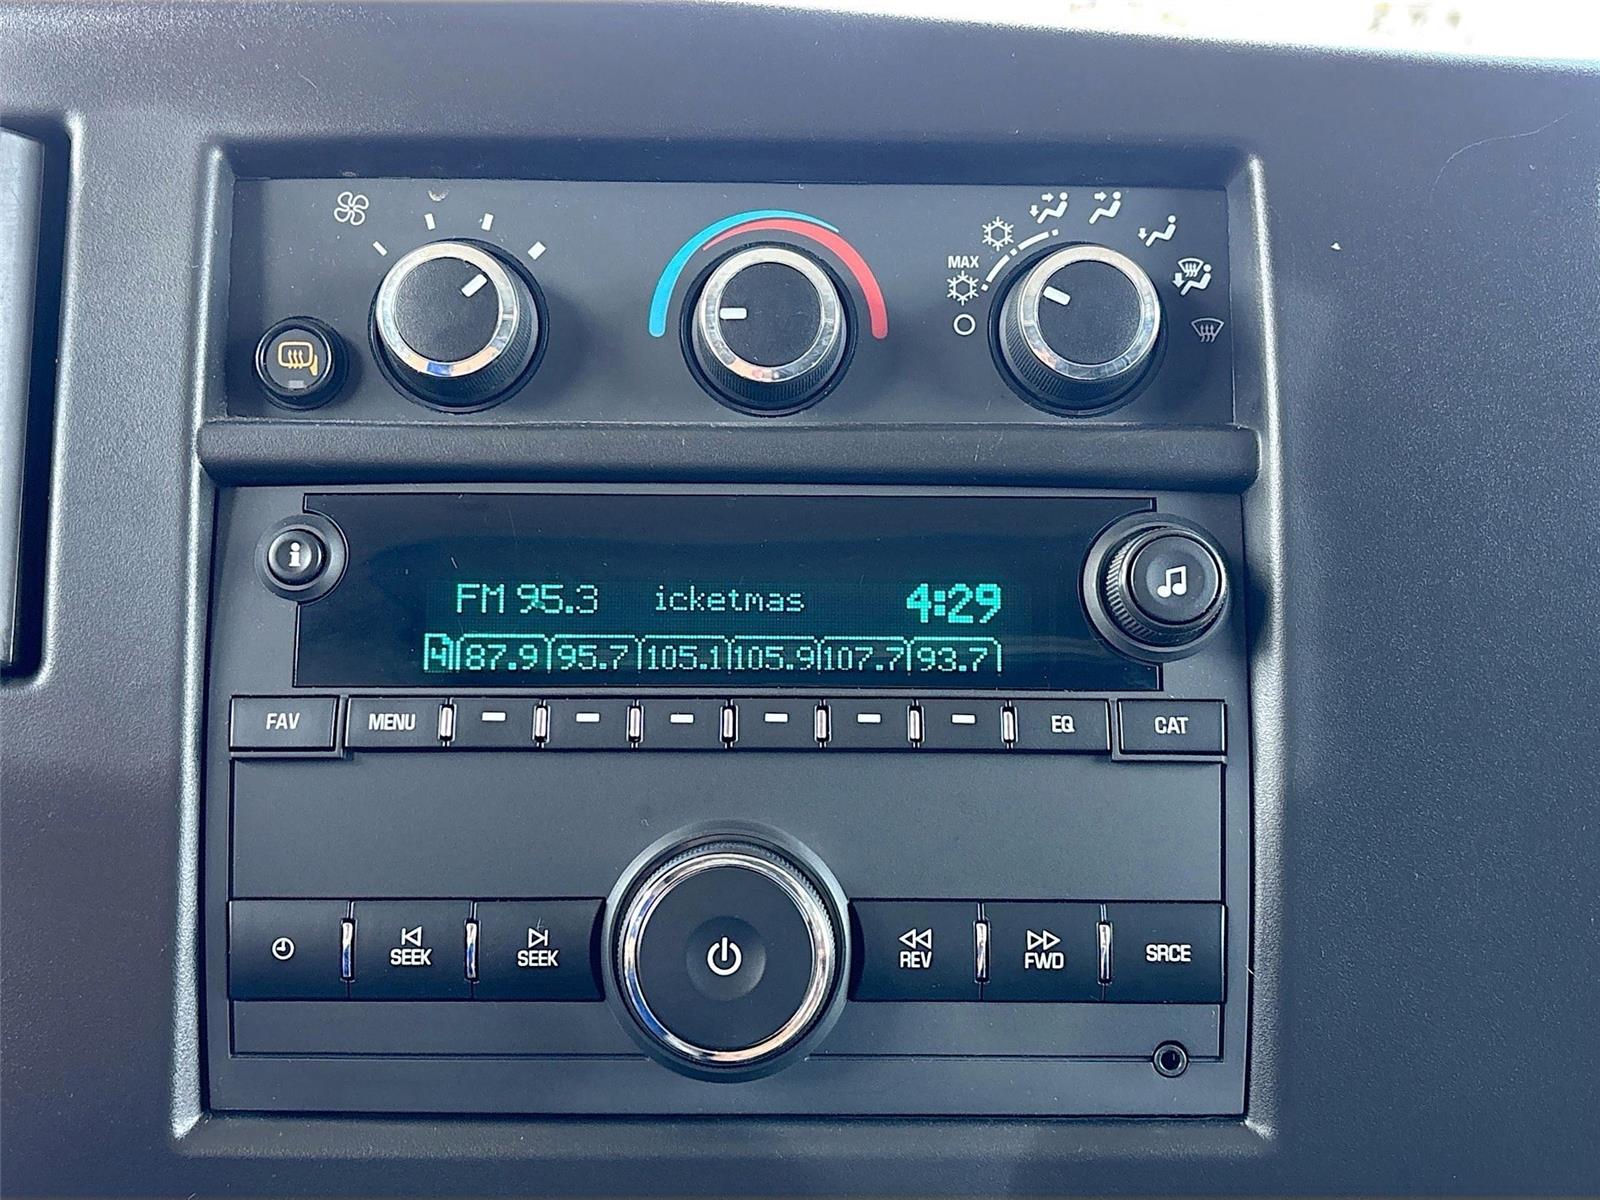 MAX
FM 95.3 icketmas 4:29
4 87.9 95.7 105.1 105.9 107.7 93.7
FAV MENU EQ CAT
SEEK SEEK REV FWD SRCE